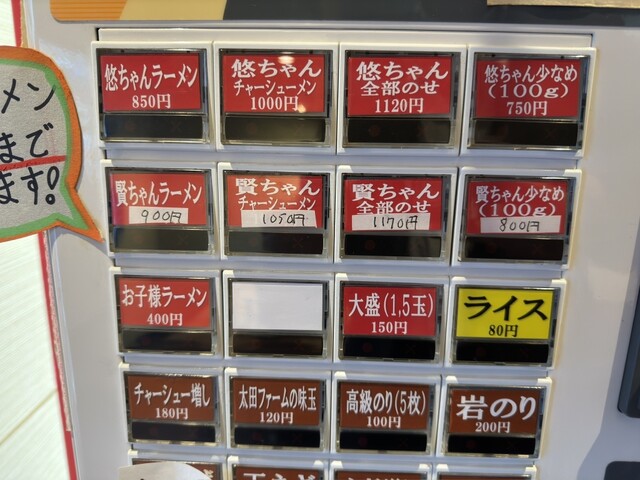 メン
まで
ます!
悠ちゃんラーメン
850円
悠ちゃん
チャーシューメン
1000円
悠ちゃん
全部のせ
1120円
悠ちゃん少なめ
(100g)
750円
賢ちゃんラーメン
900円
賢ちゃん
チャーシューメン
1050円
賢ちゃん
全部のせ
1170円
賢ちゃん少なめ
(100g)
800円
お子様ラーメン
400円
大盛(1,5玉)
150円
ライス
80円
チャーシュー増し
180円
太田ファームの味玉
120円
高級のり(5枚)
100円
岩のり
200円